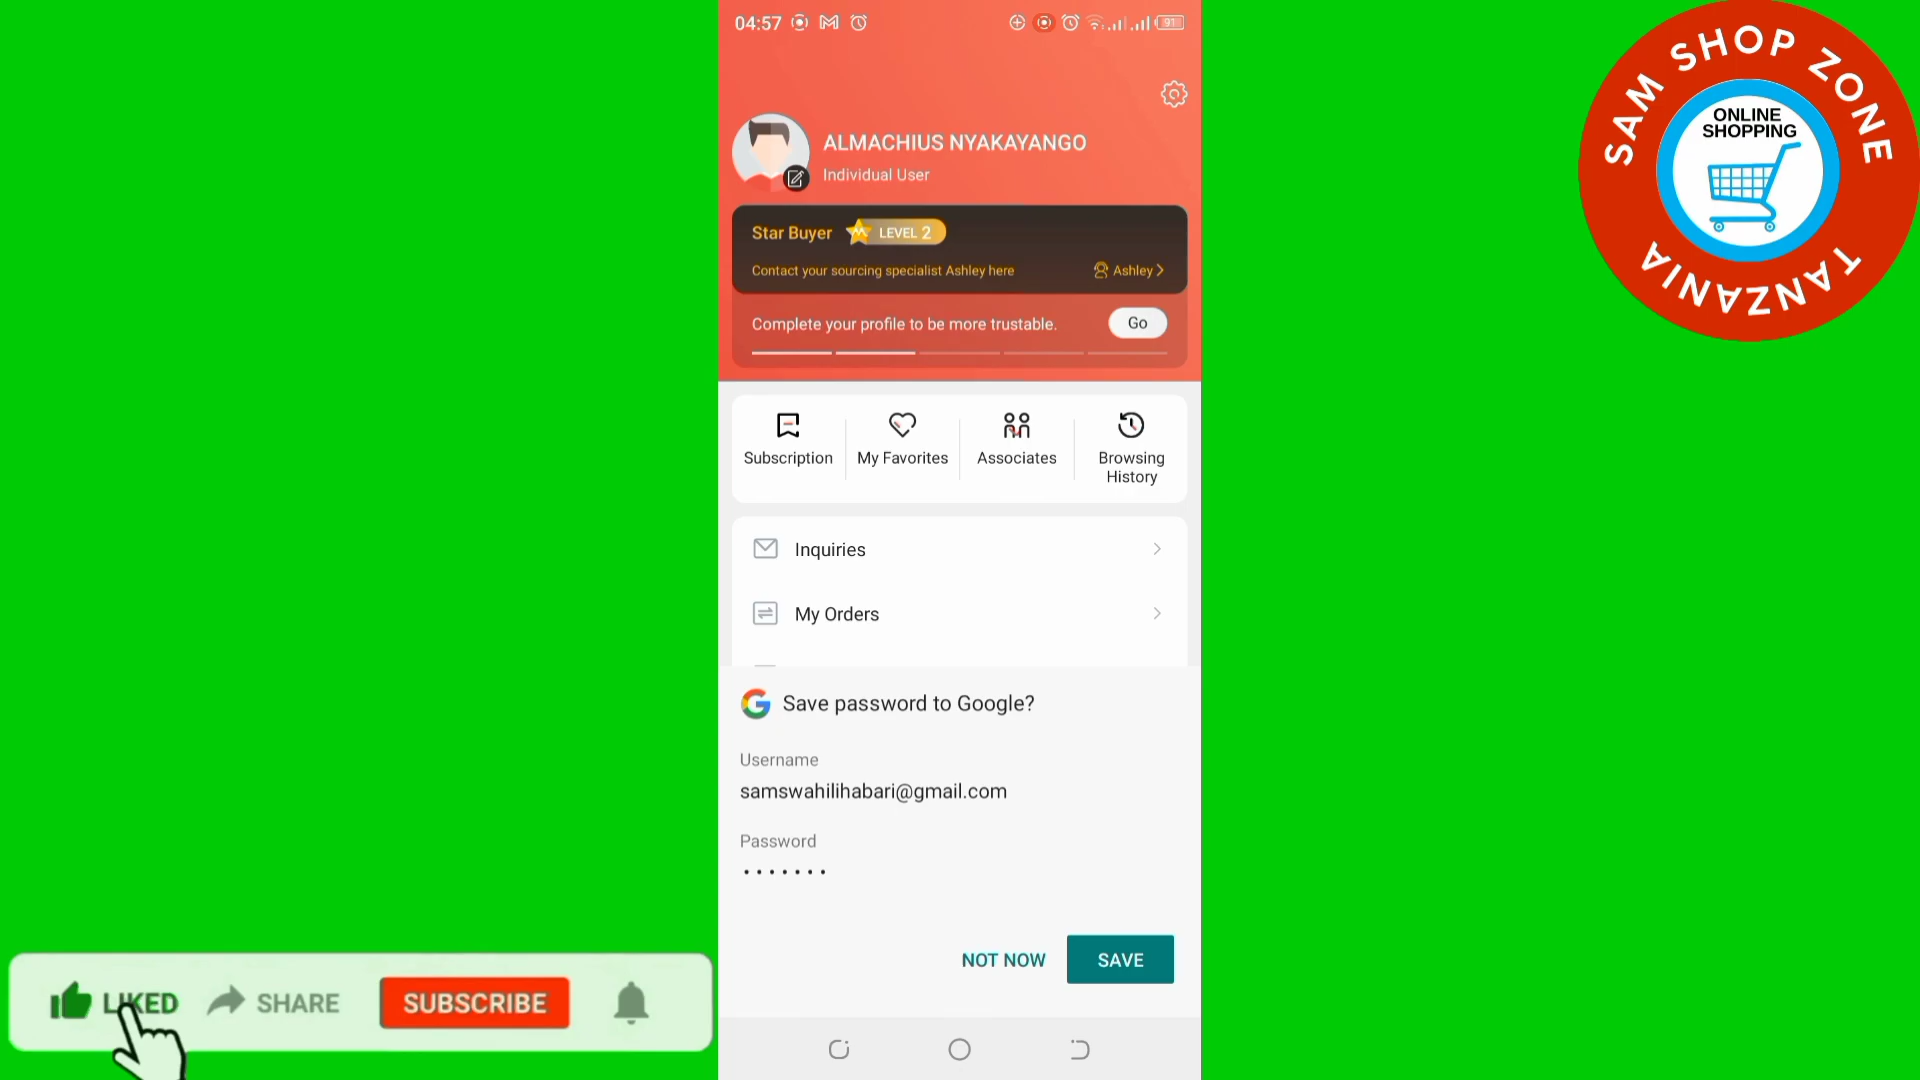 04:57
91
ALMACHIUS NYAKAYANGO
Individual User
Star Buyer LEVEL 2
Contact your sourcing specialist Ashley here Ashley
Complete your profile to be more trustable. Go
Subscription My Favorites Associates Browsing
History
Inquiries
My Orders
Save password to Google?
Username
samswahilihabari@gmail.com
Password
NOT NOW SAVE
LIKED SHARE SUBSCRIBE
SAM SHOP ZONE
ONLINE
SHOPPING
TANZANIA